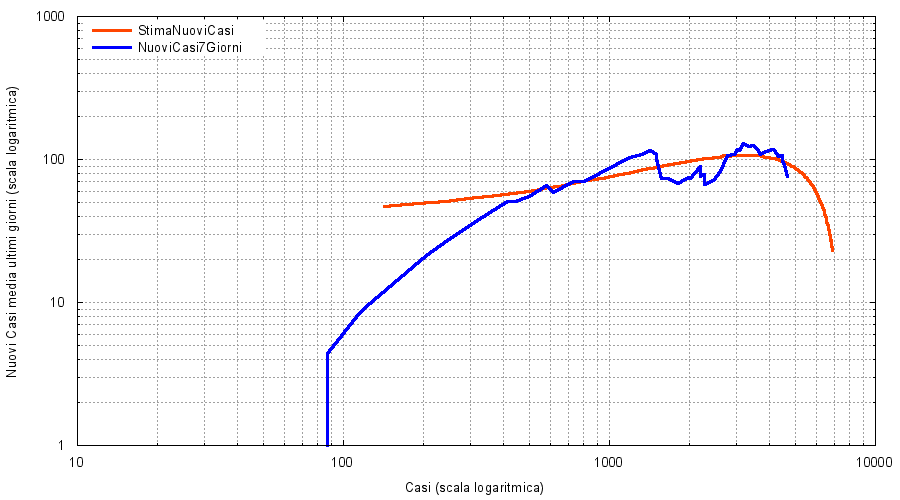 1000
StimaNuoviCasi
NuoviCasi7Giorni
100
10
1
Nuovi Casi media ultimi giorni (scala logaritmica)
10
100
1000
10000
Casi (scala logaritmica)